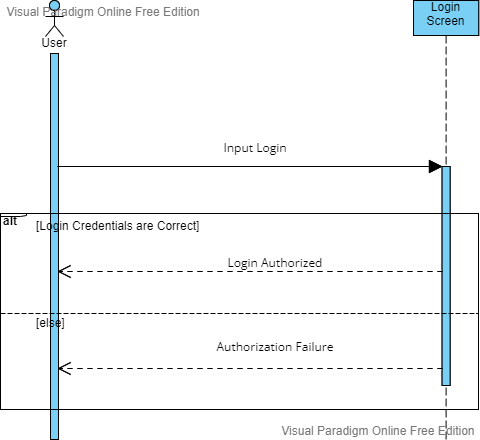 Visual Paradigm Online Free Edition
Login
Screen
User
Input Login
alt
[Login Credentials are Correct]
Login Authorized
[else]
Authorization Failure
Visual Paradigm Online Free Edition